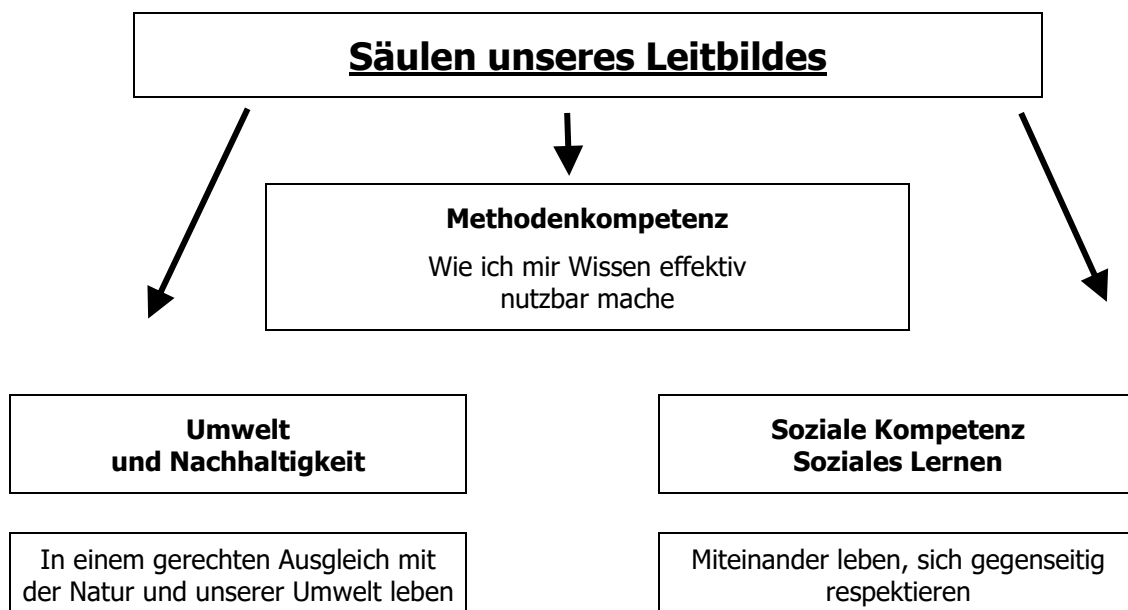 Säulen unseres Leitbildes
Methodenkompetenz
Wie ich mir Wissen effektiv
nutzbar mache
Umwelt
und Nachhaltigkeit
In einem gerechten Ausgleich mit
der Natur und unserer Umwelt leben
Soziale Kompetenz
Soziales Lernen
Miteinander leben, sich gegenseitig
respektieren